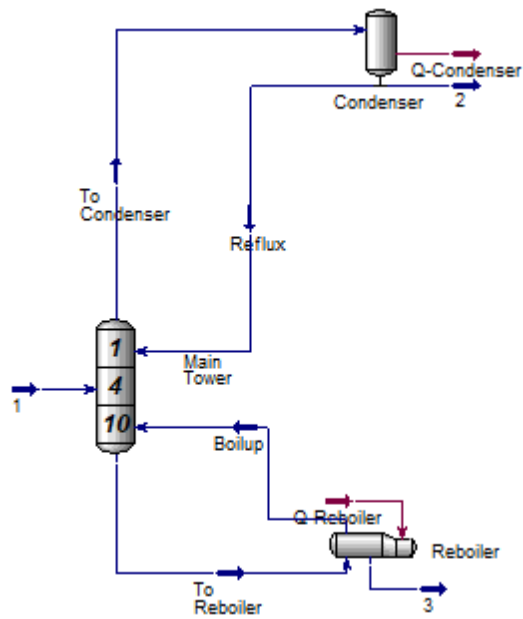 Q-Condenser
Condenser
2
To
Condenser
Reflux
1
Main
Tower
4
1
10
Boilup
Q-Reboiler
Reboiler
To
Reboiler
3